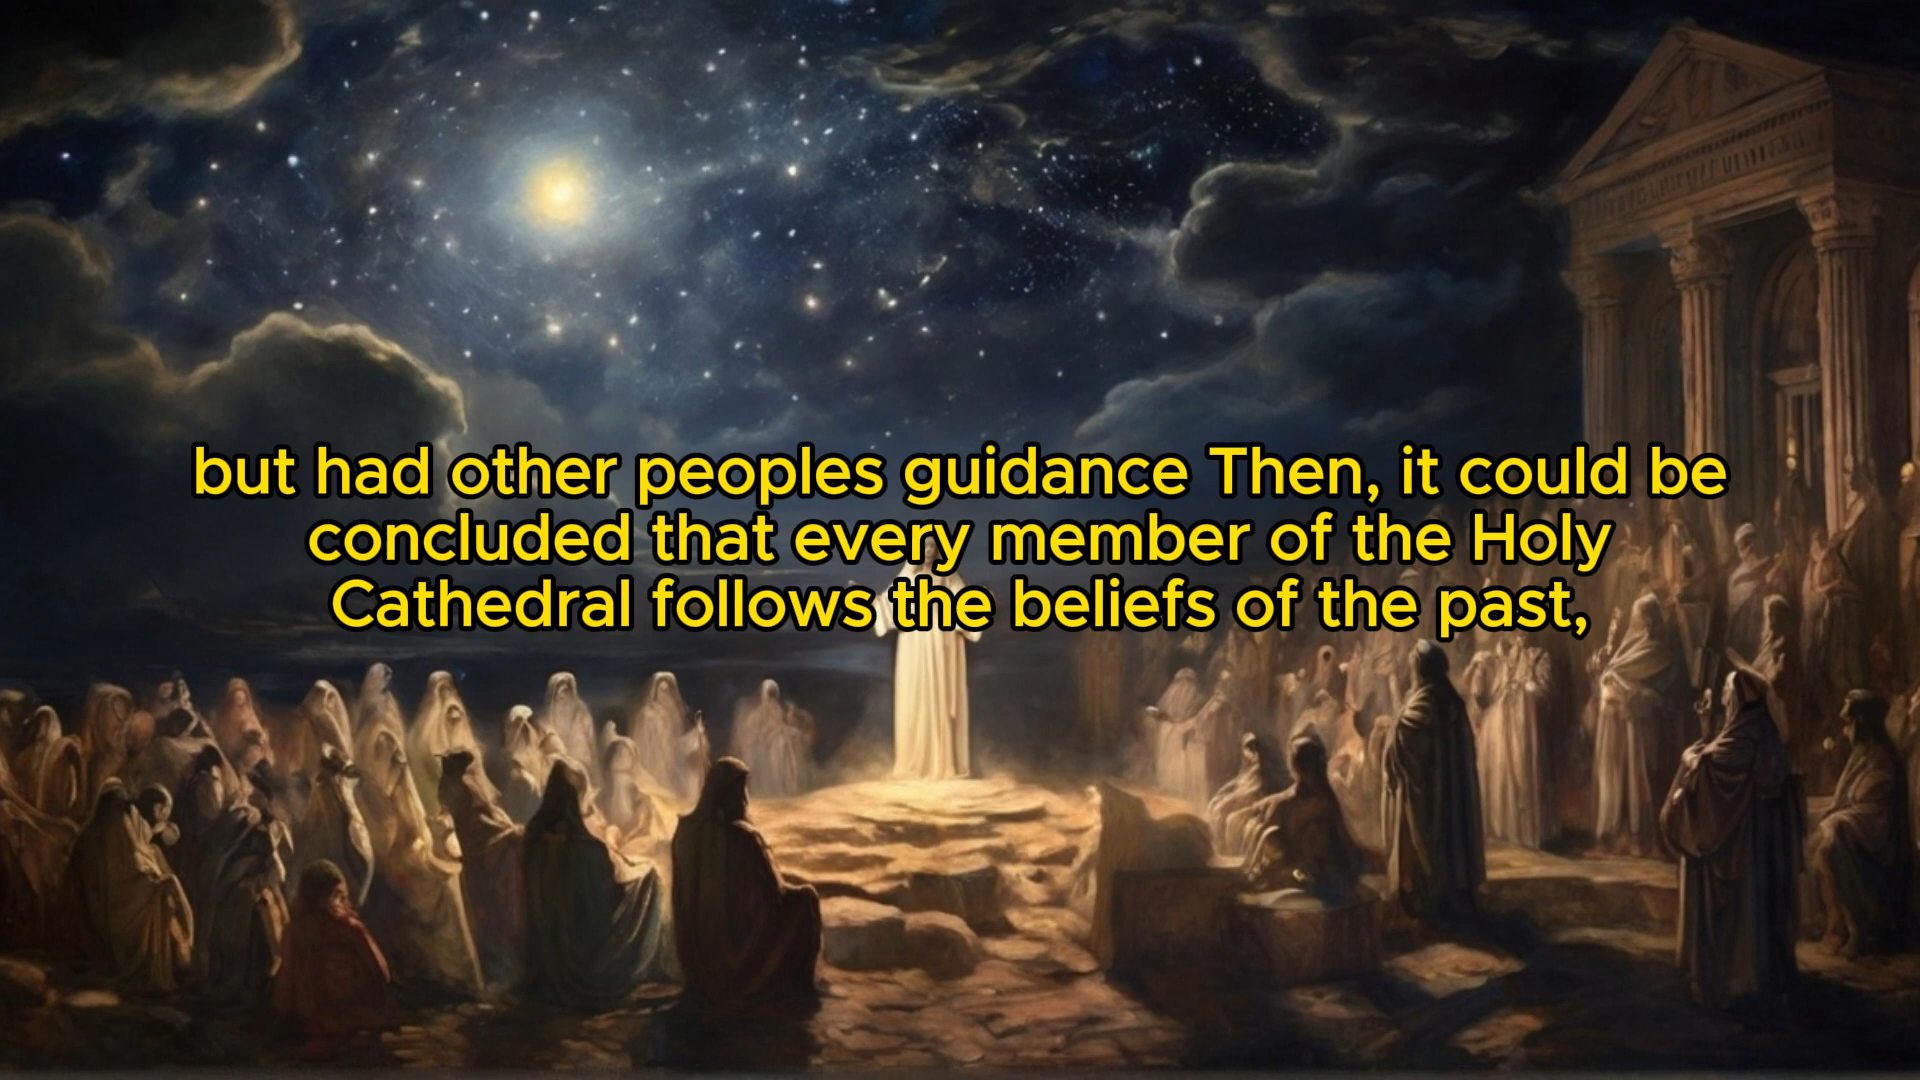 but had other peoples guidance Then, it could be
concluded that every member of the Holy
Cathedral follows the beliefs of the past,